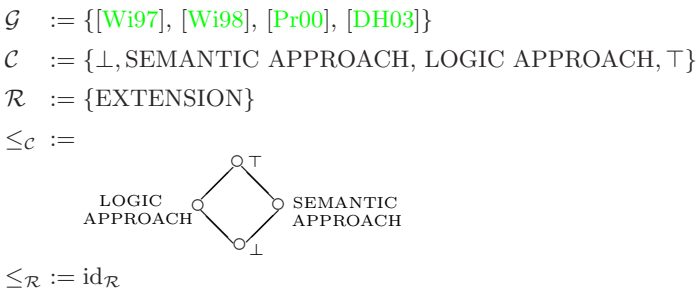 𝒢 := {[Wi97], [Wi98], [Pr00], [DH03]}
𝒞 := {⊥, SEMANTIC APPROACH, LOGIC APPROACH, ⊤}
ℛ := {EXTENSION}
≤𝒞 :=
⊤
LOGIC APPROACH
SEMANTIC APPROACH
⊥
≤ℛ := idℛ